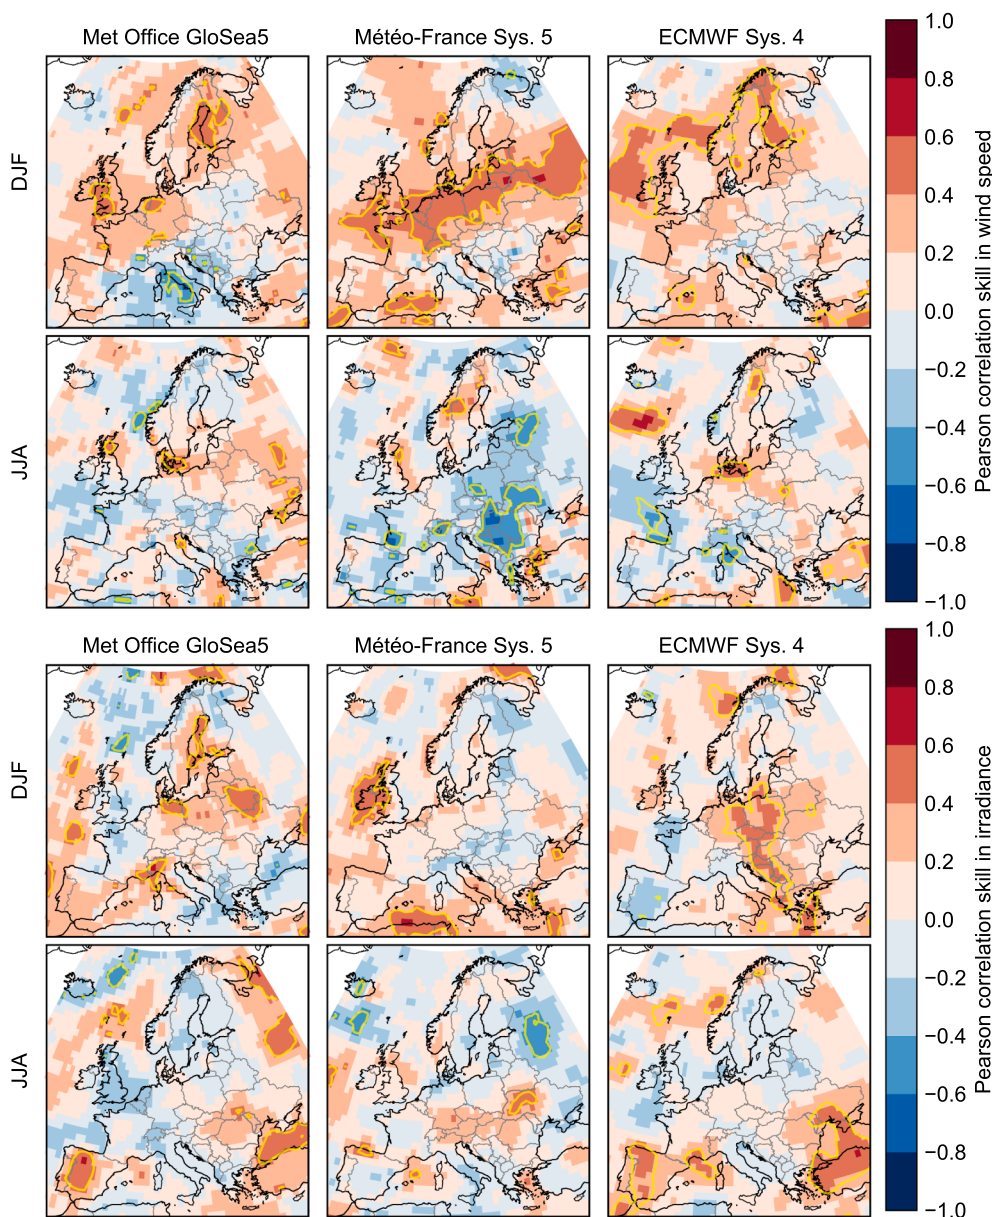 Met Office GloSea5
Météo-France Sys. 5
ECMWF Sys. 4
DJF
JJA
1.0
0.8
0.6
0.4
0.2
0.0
−0.2
−0.4
−0.6
−0.8
−1.0
Pearson correlation skill in wind speed
Met Office GloSea5
Météo-France Sys. 5
ECMWF Sys. 4
DJF
JJA
1.0
0.8
0.6
0.4
0.2
0.0
−0.2
−0.4
−0.6
−0.8
−1.0
Pearson correlation skill in irradiance